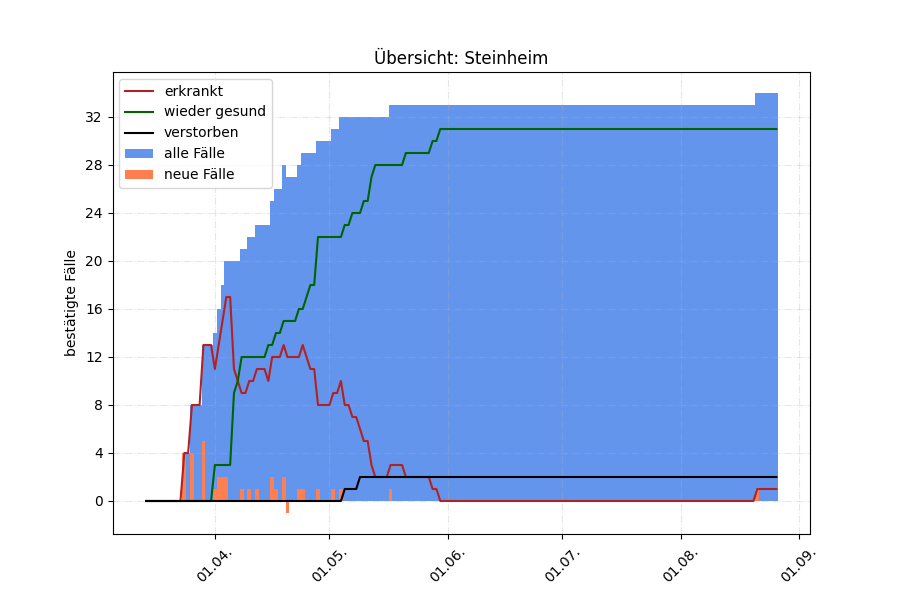 Übersicht: Steinheim
erkrankt
wieder gesund
verstorben
alle Fälle
neue Fälle
bestätigte Fälle
32
28
24
20
16
12
8
4
0
01.04.
01.05.
01.06.
01.07.
01.08.
01.09.